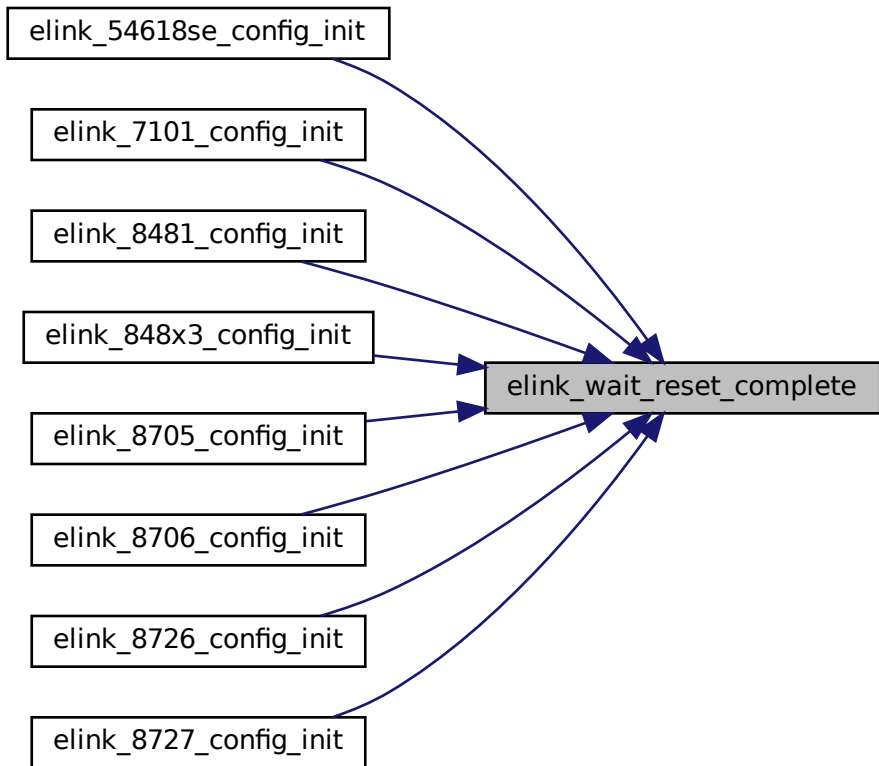 elink_54618se_config_init
elink_7101_config_init
elink_8481_config_init
elink_848x3_config_init
elink_wait_reset_complete
elink_8705_config_init
elink_8706_config_init
elink_8726_config_init
elink_8727_config_init